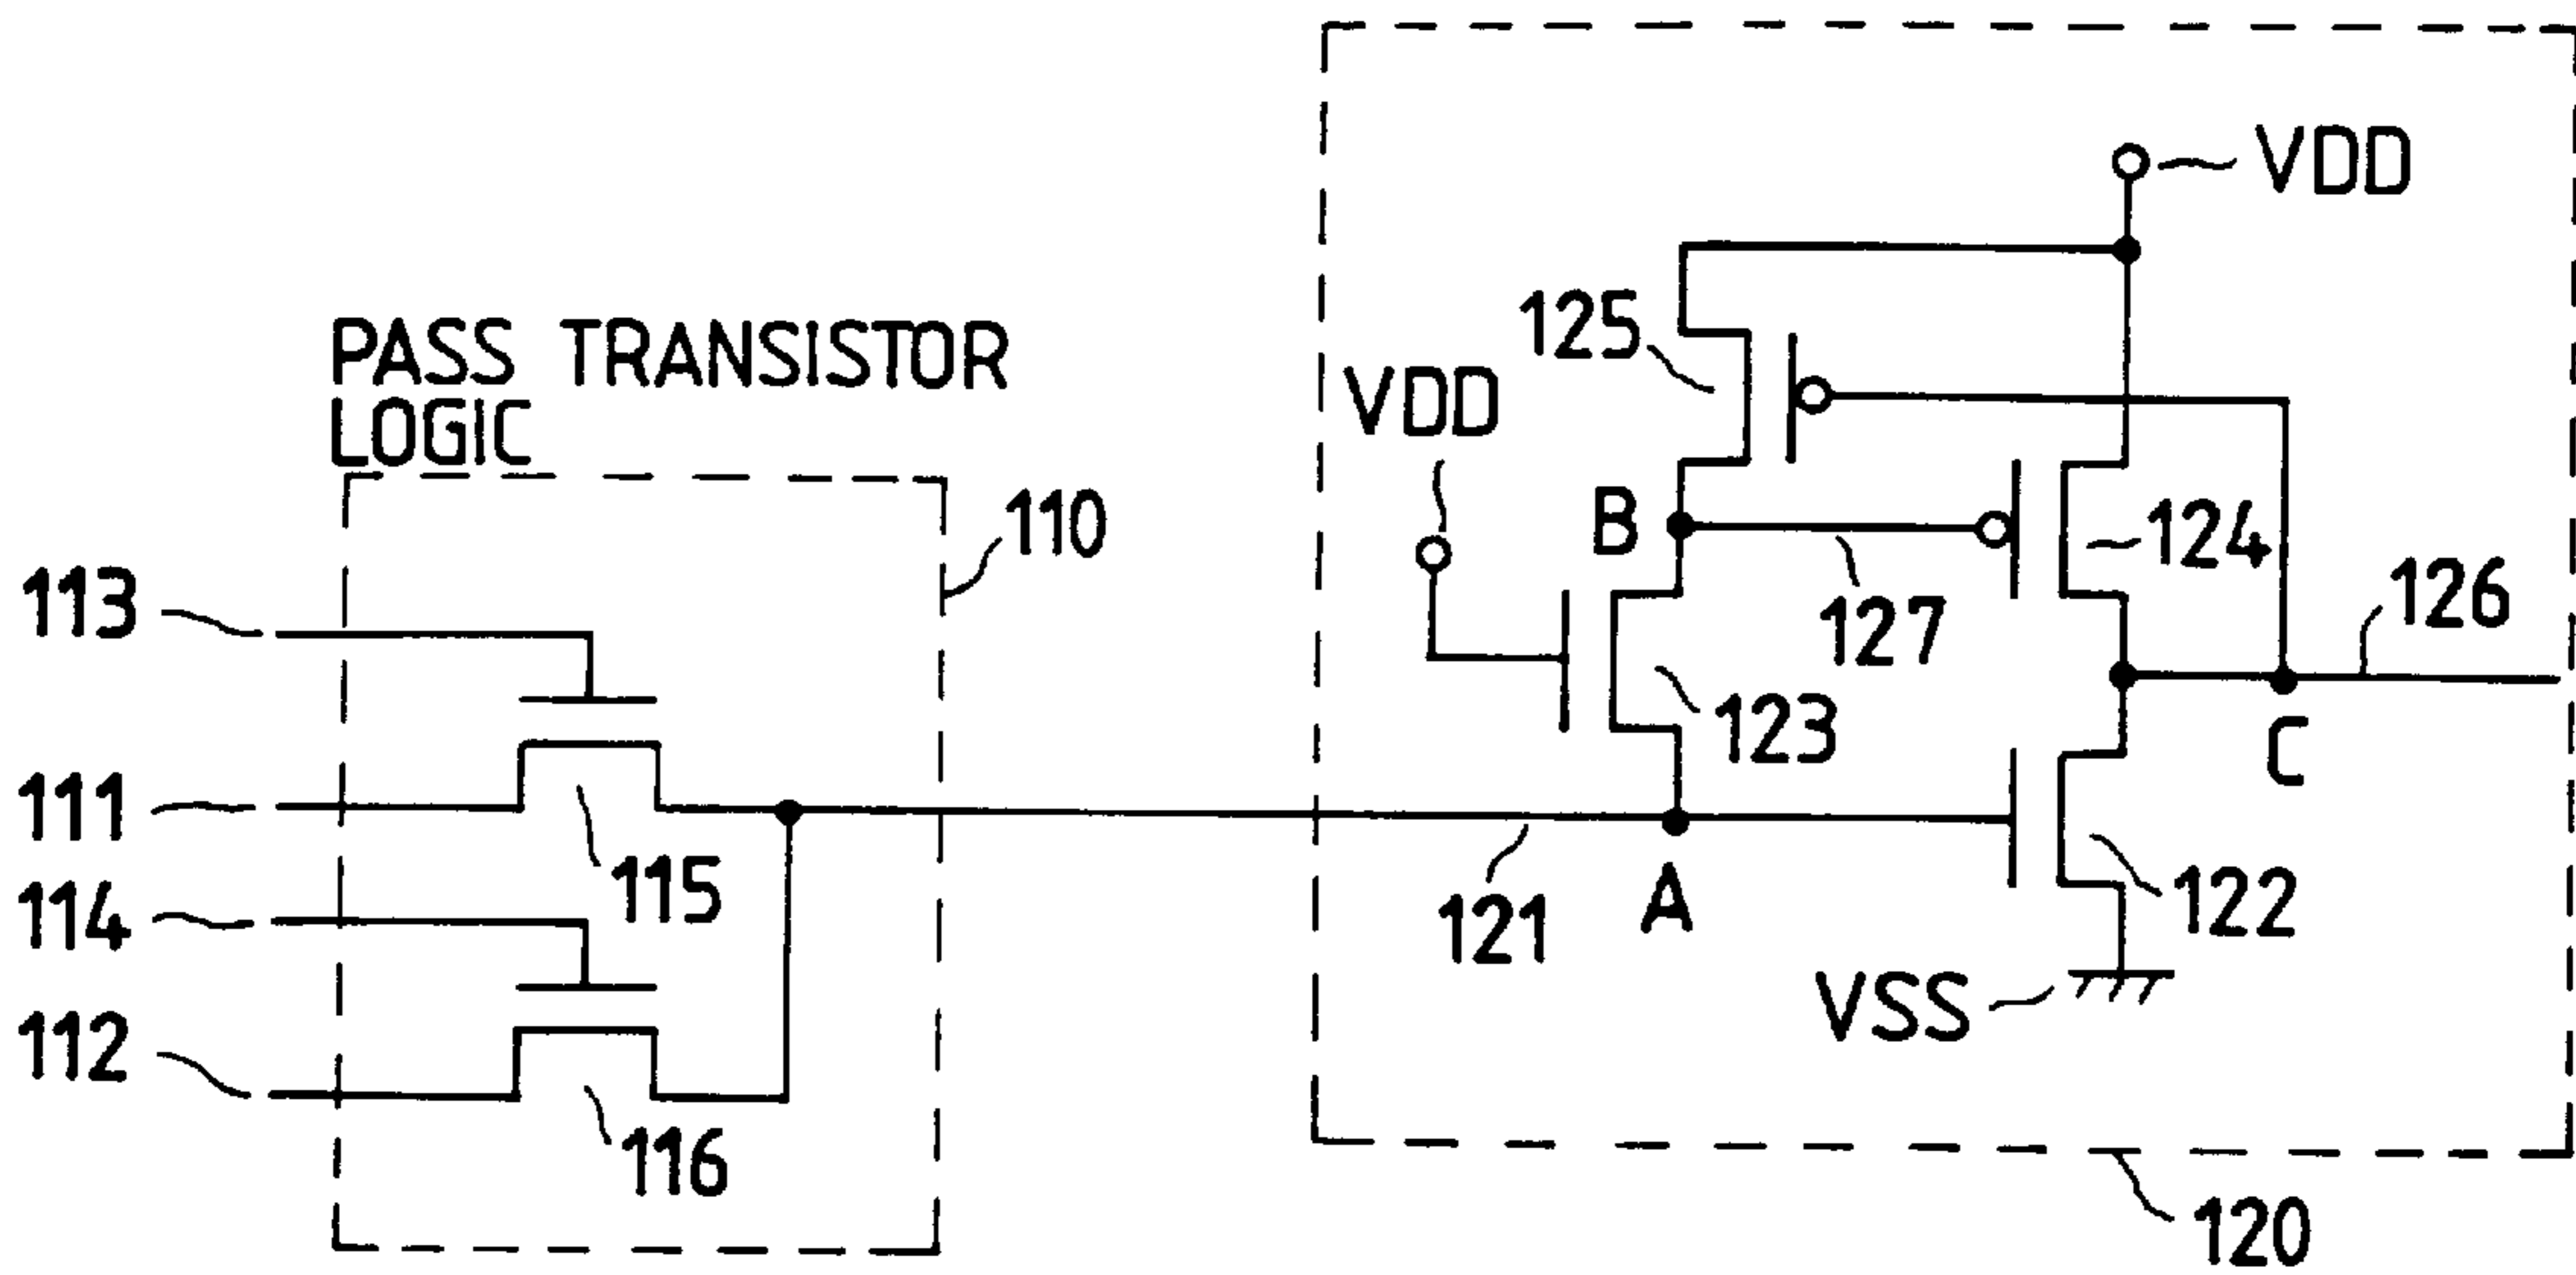 PASS TRANSISTOR
LOGIC
110
113
111
115
114
112
116
VDD
125
VDD
B
124
127
126
123
C
121
A
122
VSS
120